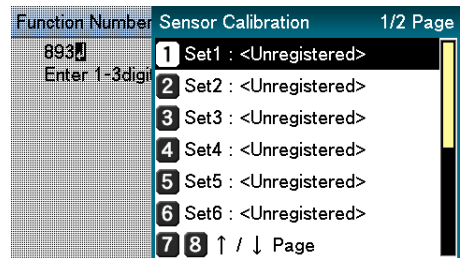 Function Number
893↵
Enter 1-3digi
Sensor Calibration 1/2 Page
1 Set1 : <Unregistered>
2 Set2 : <Unregistered>
3 Set3 : <Unregistered>
4 Set4 : <Unregistered>
5 Set5 : <Unregistered>
6 Set6 : <Unregistered>
7 8 ↑ / ↓ Page